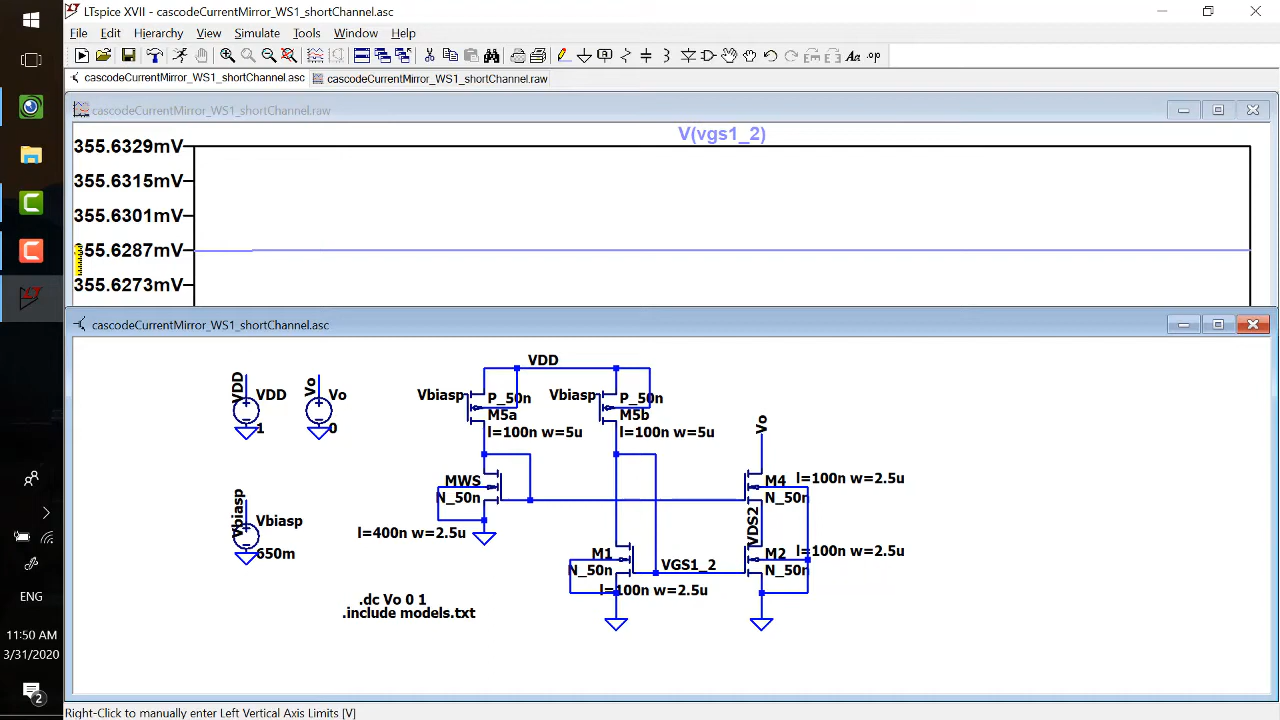 LTspice XVII - cascodeCurrentMirror_WS1_shortChannel.asc
File Edit View Simulate Tools Window Help
Aa .op
cascodeCurrentMirror_WS1_shortChannel.asc cascodeCurrentMirror_WS1_shortChannel.raw
cascodeCurrentMirror_WS1_shortChannel.raw
V(vgs1_2)
355.6329mV
355.6315mV
355.6301mV
355.6287mV
355.6273mV
cascodeCurrentMirror_WS1_shortChannel.asc
VDD
VDD
VDD
1
Vo
Vo
0
Vbiasp
P_50n
M5a
l=100n w=5u
Vbiasp
P_50n
M5b
l=100n w=5u
Vo
MWS
N_50n
l=400n w=2.5u
M4
N_50n
l=100n w=2.5u
Vbiasp
Vbiasp
650m
VDS2
M1
N_50n
l=100n w=2.5u
VGS1_2
M2
N_50n
l=100n w=2.5u
.dc Vo 0 1
.include models.txt
ENG
11:50 AM
3/31/2020
2
Right-Click to manually enter Left Vertical Axis Limits [V]